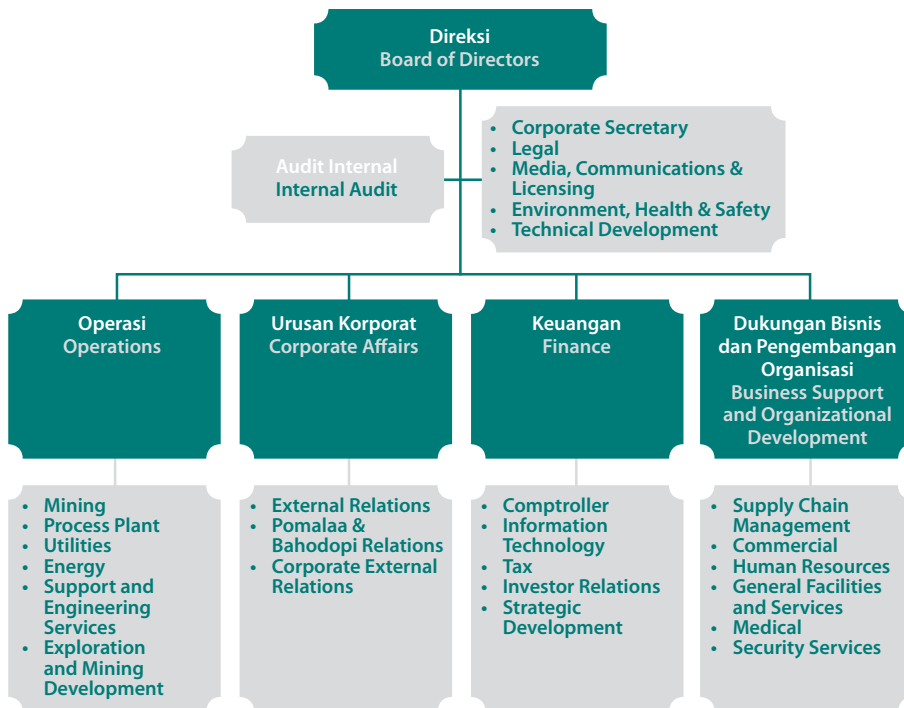 Direksi
Board of Directors
Audit Internal
Internal Audit
• Corporate Secretary
• Legal
• Media, Communications &
Licensing
• Environment, Health & Safety
• Technical Development
Operasi
Operations
Urusan Korporat
Corporate Affairs
Keuangan
Finance
Dukungan Bisnis
dan Pengembangan
Organisasi
Business Support
and Organizational
Development
• Mining
• Process Plant
• Utilities
• Energy
• Support and
Engineering
Services
• Exploration
and Mining
Development
• External Relations
• Pomalaa &
Bahodopi Relations
• Corporate External
Relations
• Comptroller
• Information
Technology
• Tax
• Investor Relations
• Strategic
Development
• Supply Chain
Management
• Commercial
• Human Resources
• General Facilities
and Services
• Medical
• Security Services